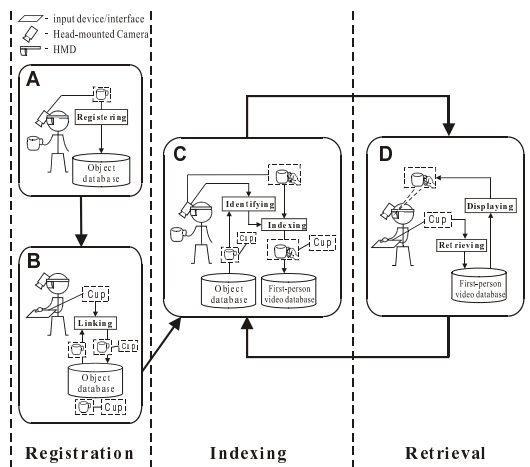 - input device/interface
- Head-mounted Camera
- HMD
A
Registering
Object
database
B
Cup
Linking
Cup
Object
database
Cup
C
Identifying
Indexing
Cup
Cup
Object
database
First-person
video database
D
Displaying
Cup
Retrieving
First-person
video database
Registration
Indexing
Retrieval